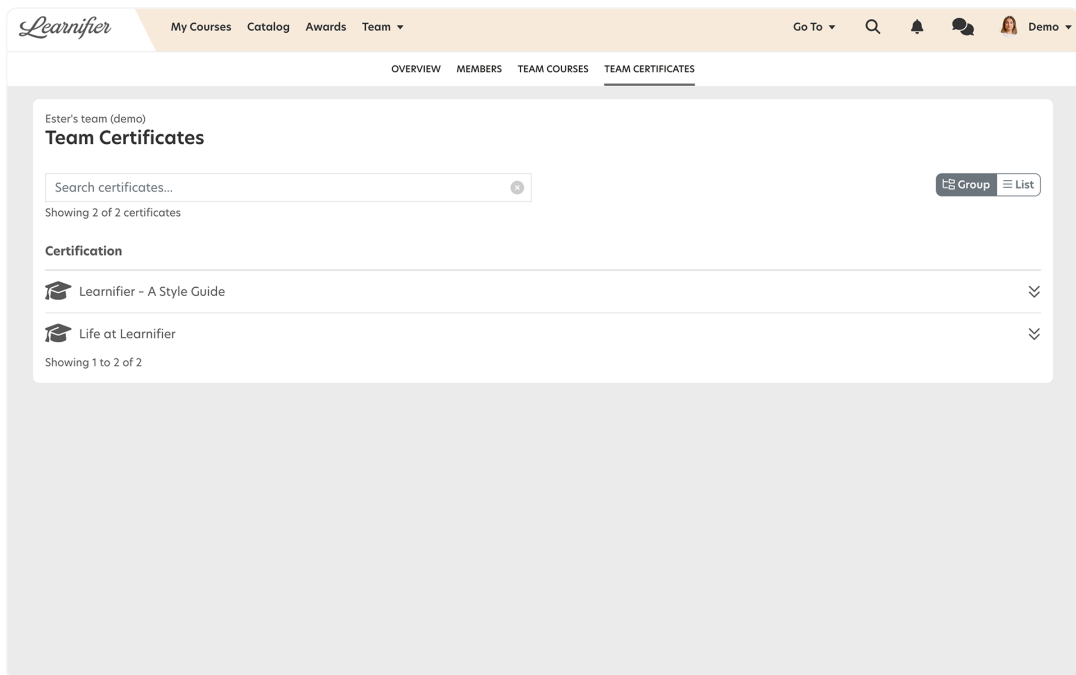 Learnifier My Courses Catalog Awards Team Go To Demo
OVERVIEW MEMBERS TEAM COURSES TEAM CERTIFICATES
Ester's team (demo)
Team Certificates
Search certificates...
Group List
Showing 2 of 2 certificates
Certification
Learnifier – A Style Guide
Life at Learnifier
Showing 1 to 2 of 2